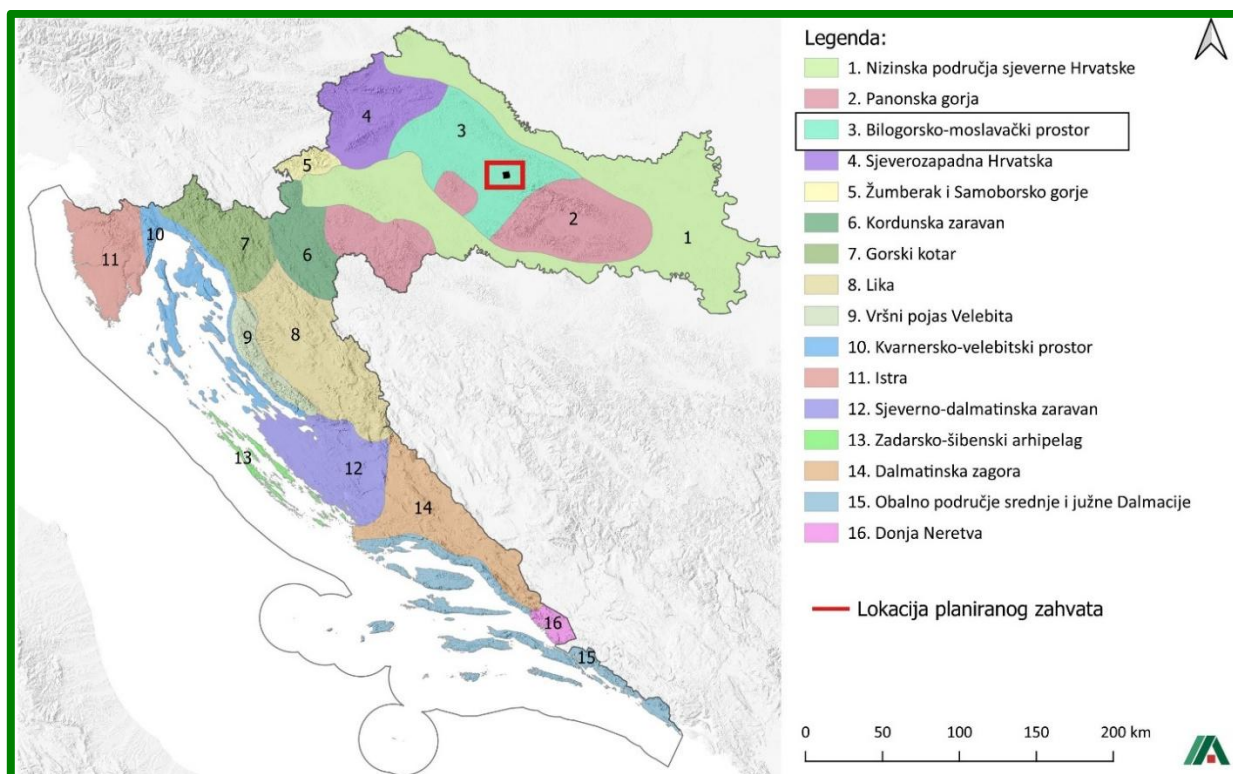 Legenda:
1. Nizinska područja sjeverne Hrvatske
2. Panonska gorja
3. Bilogorsko-moslavački prostor
4. Sjeverozapadna Hrvatska
5. Žumberak i Samoborsko gorje
6. Kordunska zaravan
7. Gorski kotar
8. Lika
9. Vršni pojas Velebita
10. Kvarnersko-velebitski prostor
11. Istra
12. Sjeverno-dalmatinska zaravan
13. Zadarsko-šibenski arhipelag
14. Dalmatinska zagora
15. Obalno područje srednje i južne Dalmacije
16. Donja Neretva
Lokacija planiranog zahvata
0 50 100 200 km
4
3
5
2
1
10
7
6
11
9
8
13
12
14
16
15